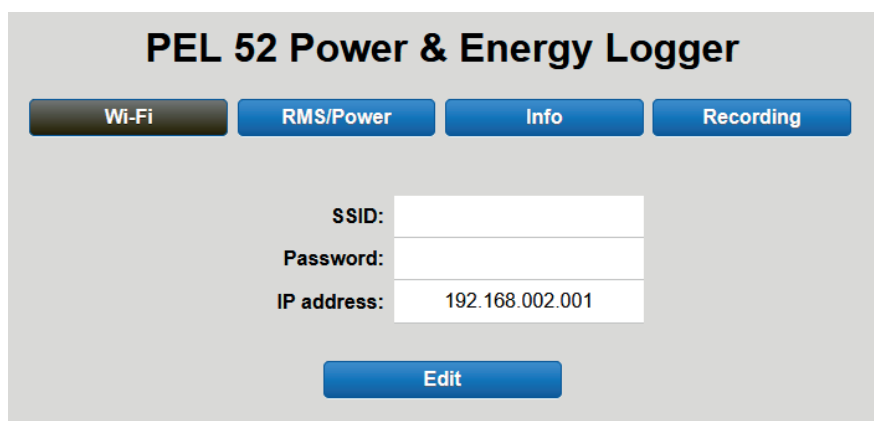 PEL 52 Power & Energy Logger
Wi-Fi RMS/Power Info Recording
SSID:
Password:
IP address: 192.168.002.001
Edit